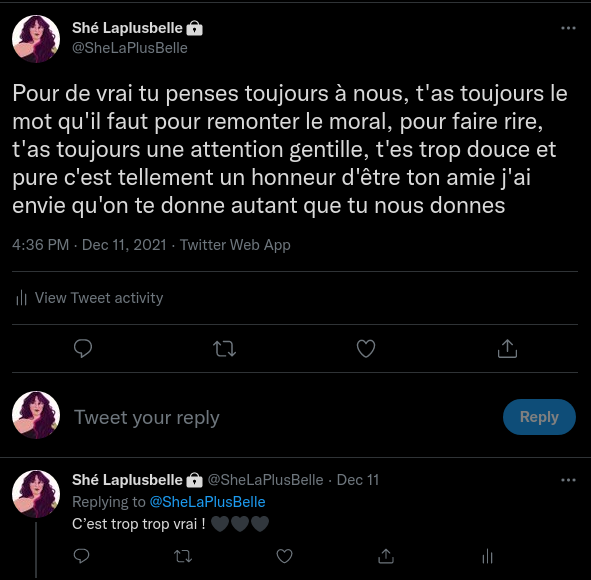 Shé Laplusbelle
@SheLaPlusBelle
Pour de vrai tu penses toujours à nous, t'as toujours le
mot qu'il faut pour remonter le moral, pour faire rire,
t'as toujours une attention gentille, t'es trop douce et
pure c'est tellement un honneur d'être ton amie j'ai
envie qu'on te donne autant que tu nous donnes
4:36 PM · Dec 11, 2021 · Twitter Web App
View Tweet activity
Tweet your reply
Reply
Shé Laplusbelle @SheLaPlusBelle · Dec 11
Replying to @SheLaPlusBelle
C'est trop trop vrai ! 🖤🖤🖤